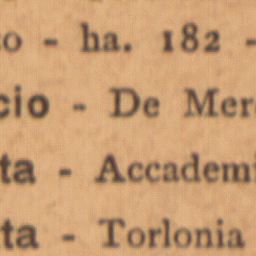 o - ha. 182 -
cio - De Mer
ta - Accademi
ta - Torlonia